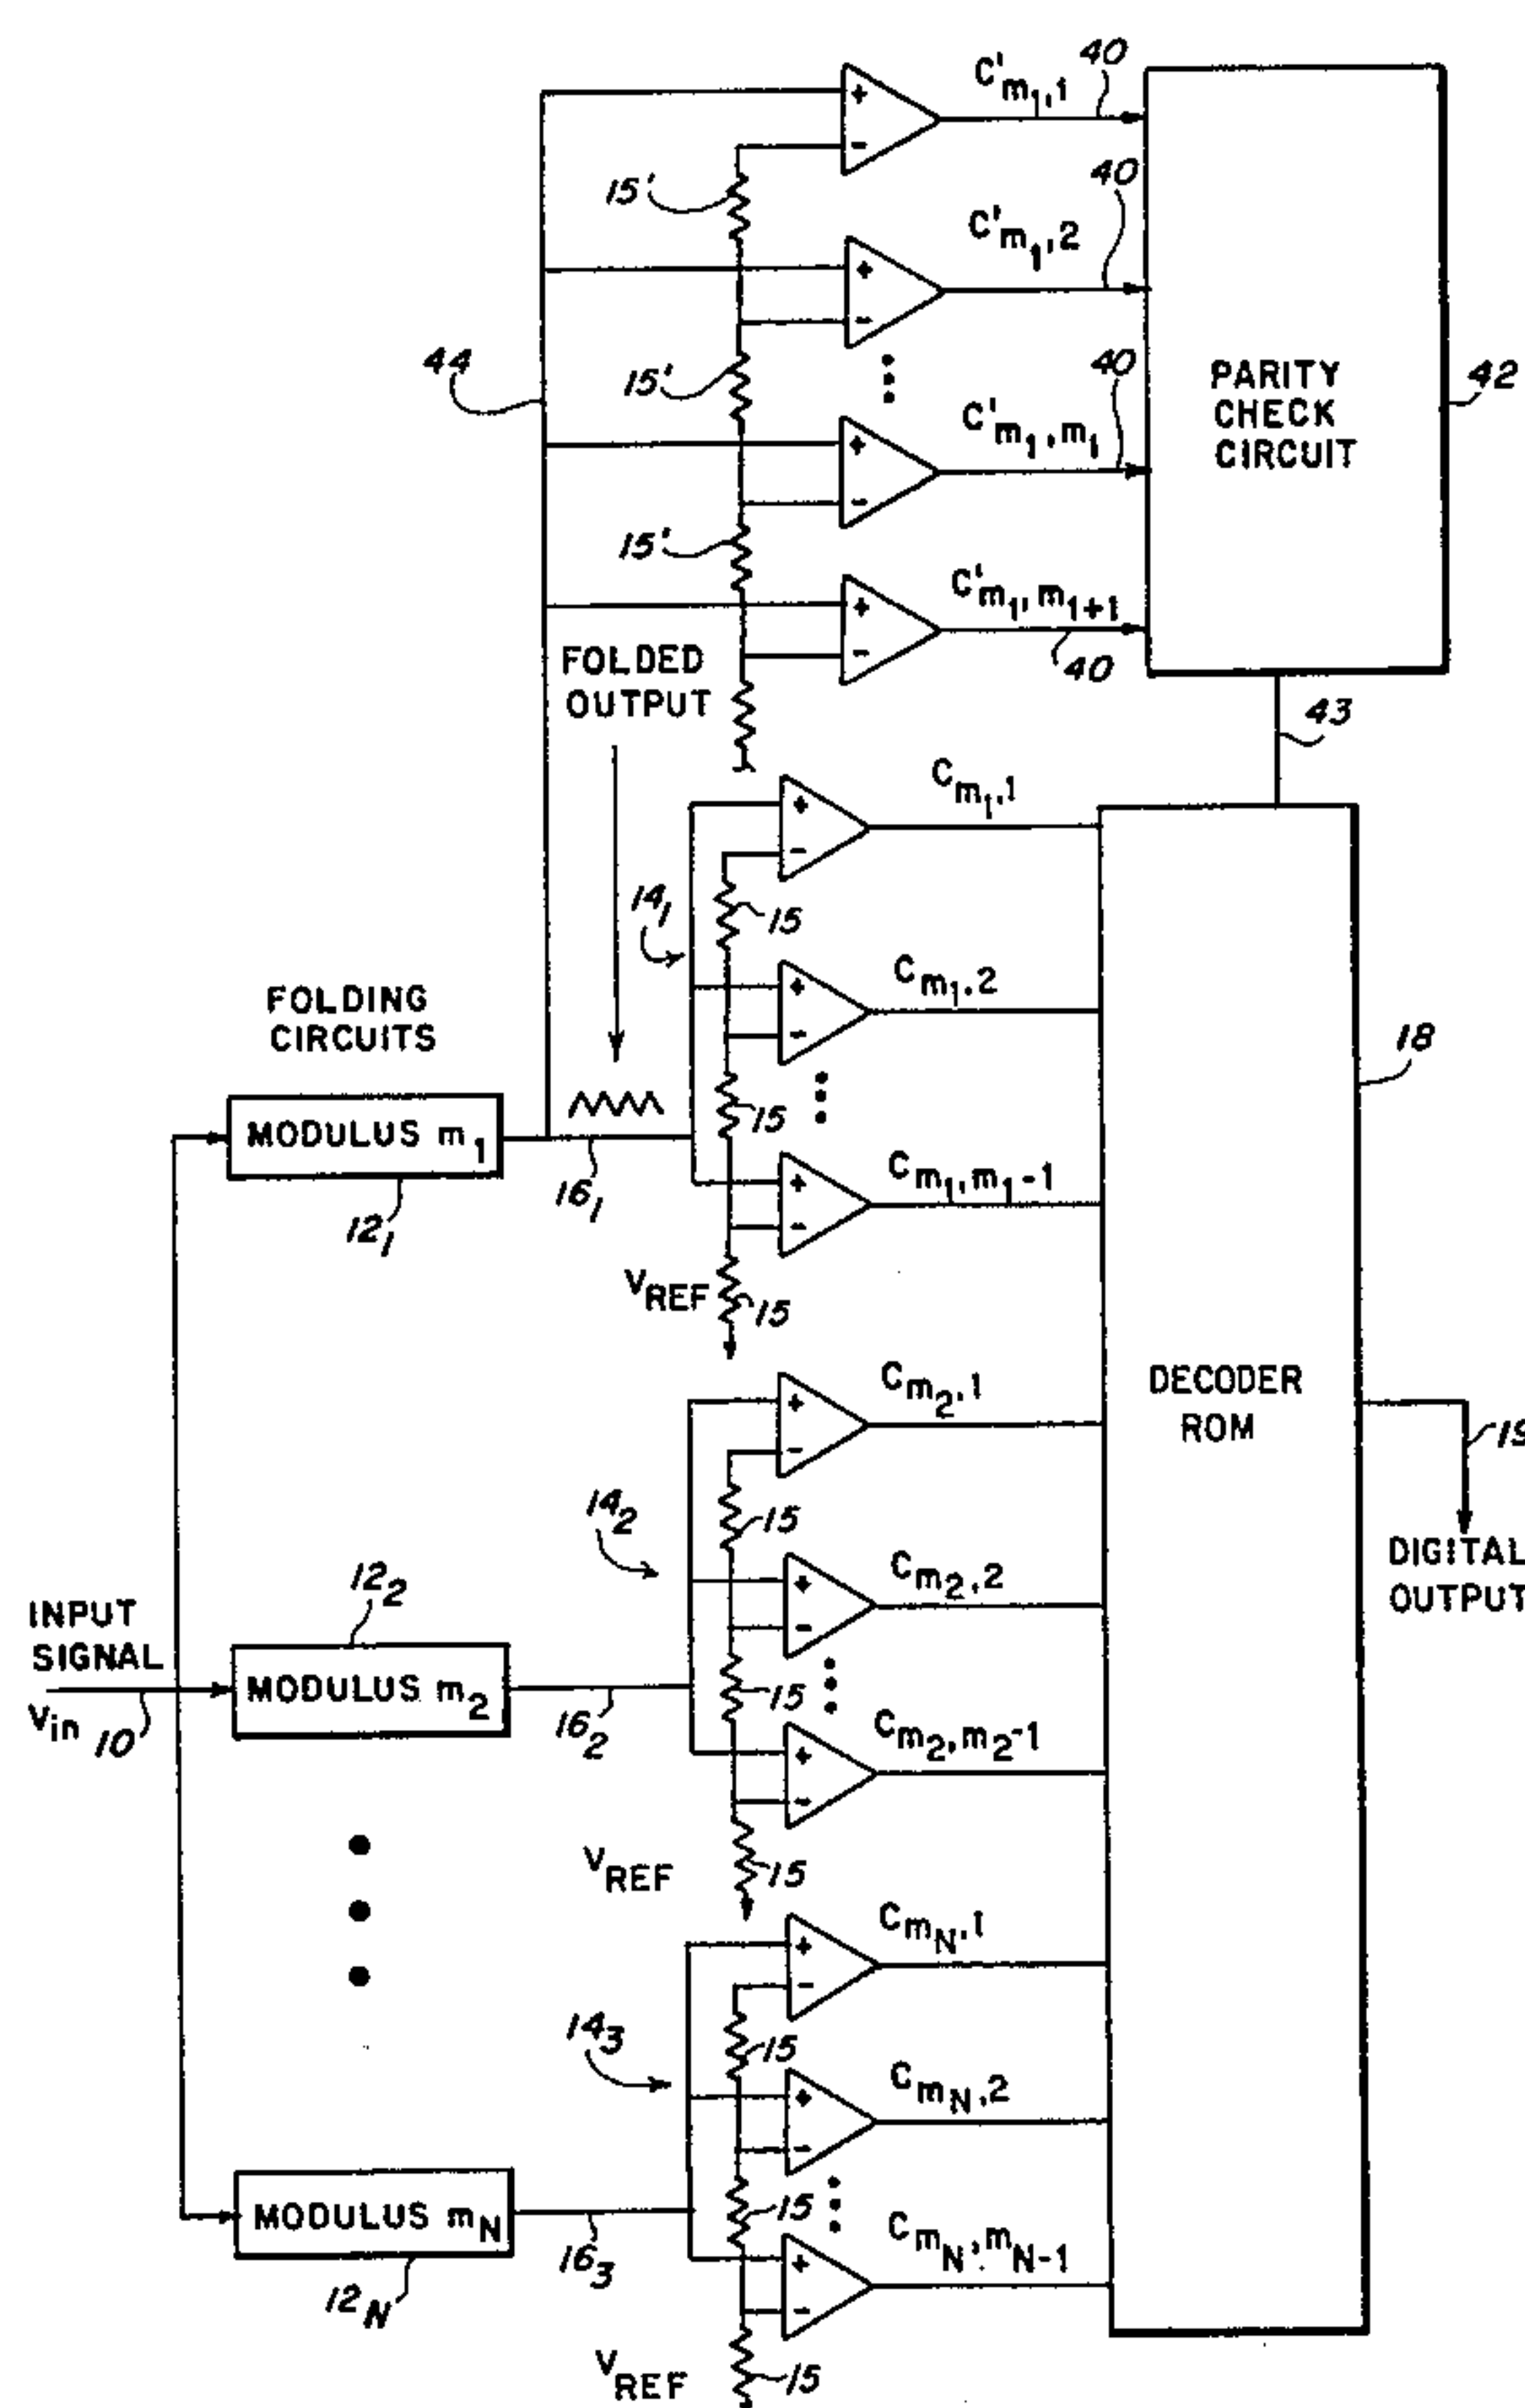 C'm1,1
40
15'
C'm1,2
40
44
15'
C'm1,m1
40
PARITY
CHECK
CIRCUIT
42
15'
C'm1,m1+1
40
FOLDED
OUTPUT
43
Cm1,1
141
15
Cm1,2
FOLDING
CIRCUITS
18
15
MODULUS m1
Cm1,m1-1
121
161
VREF
15
Cm2,1
DECODER
ROM
19
142
15
DIGITAL
OUTPUT
122
Cm2,2
INPUT
SIGNAL
MODULUS m2
15
Vin
10
162
Cm2,m2-1
VREF
15
CmN,1
143
15
CmN,2
MODULUS mN
15
CmN,mN-1
163
12N
VREF
15